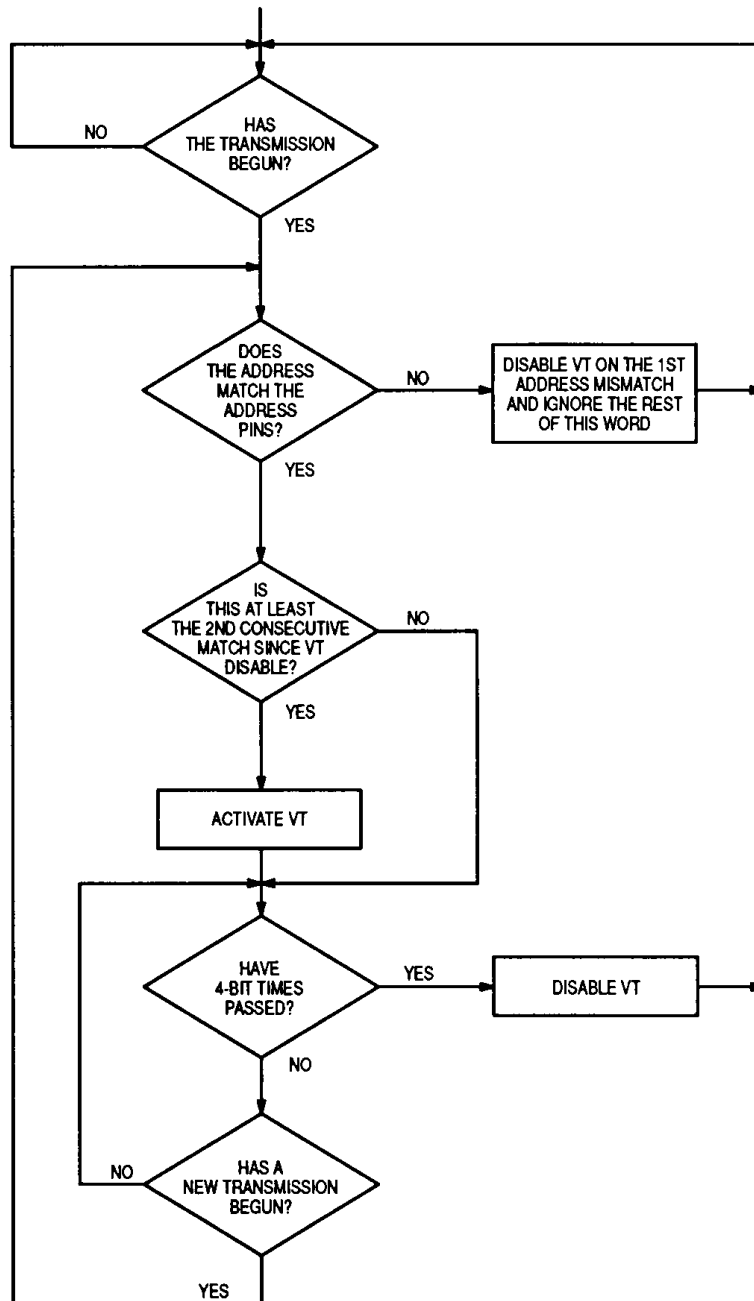 HAS
THE TRANSMISSION
BEGUN?
NO
YES
DOES
THE ADDRESS
MATCH THE
ADDRESS
PINS?
NO
DISABLE VT ON THE 1ST
ADDRESS MISMATCH
AND IGNORE THE REST
OF THIS WORD
YES
IS
THIS AT LEAST
THE 2ND CONSECUTIVE
MATCH SINCE VT
DISABLE?
NO
YES
ACTIVATE VT
HAVE
4-BIT TIMES
PASSED?
YES
DISABLE VT
NO
HAS A
NEW TRANSMISSION
BEGUN?
NO
YES